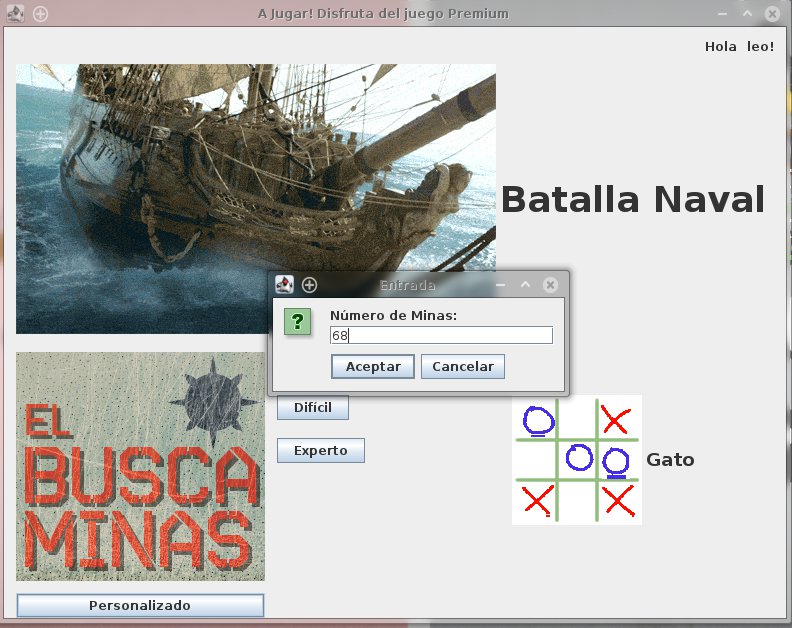 A Jugar! Disfruta del juego Premium
Hola leo!
Batalla Naval
Entrada
?
Número de Minas:
68
Aceptar Cancelar
Difícil
Experto
EL
BUSCA
MINAS
Gato
Personalizado